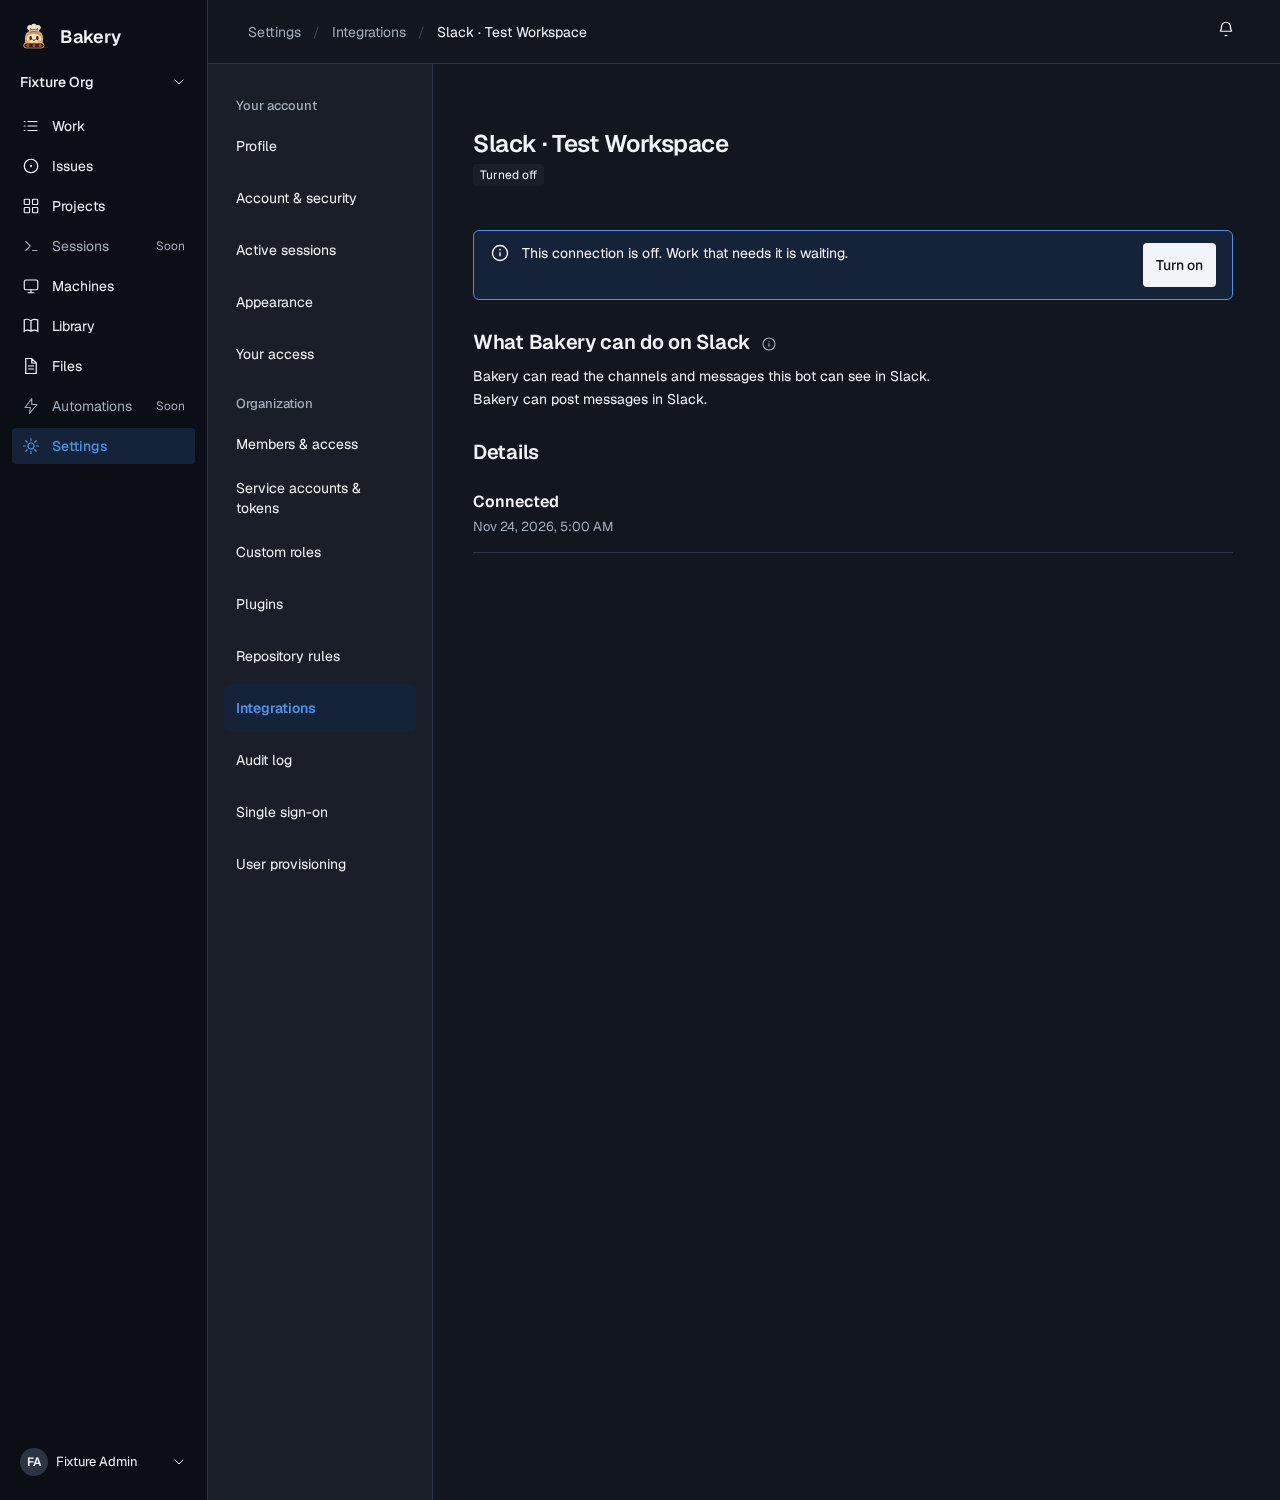 Bakery
Fixture Org
Work
Issues
Projects
Sessions Soon
Machines
Library
Files
Automations Soon
Settings
FA Fixture Admin
Settings / Integrations / Slack · Test Workspace
Your account
Profile
Account & security
Active sessions
Appearance
Your access
Organization
Members & access
Service accounts &
tokens
Custom roles
Plugins
Repository rules
Integrations
Audit log
Single sign-on
User provisioning
Slack · Test Workspace
Turned off
This connection is off. Work that needs it is waiting.
Turn on
What Bakery can do on Slack
Bakery can read the channels and messages this bot can see in Slack.
Bakery can post messages in Slack.
Details
Connected
Nov 24, 2026, 5:00 AM